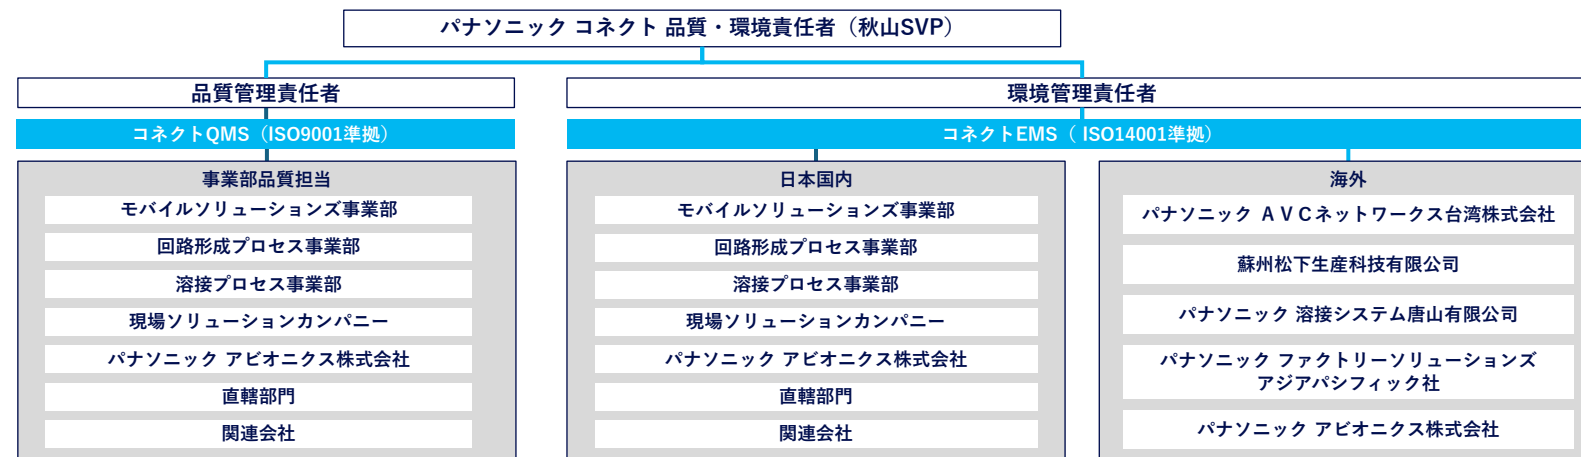 パナソニック コネクト 品質・環境責任者（秋山SVP）
品質管理責任者
コネクトQMS（ISO9001準拠）
事業部品質担当
モバイルソリューションズ事業部
回路形成プロセス事業部
溶接プロセス事業部
現場ソリューションカンパニー
パナソニック アビオニクス株式会社
直轄部門
関連会社
環境管理責任者
コネクトEMS（ ISO14001準拠）
日本国内
モバイルソリューションズ事業部
回路形成プロセス事業部
溶接プロセス事業部
現場ソリューションカンパニー
パナソニック アビオニクス株式会社
直轄部門
関連会社
海外
パナソニック ＡＶＣネットワークス台湾株式会社
蘇州松下生産科技有限公司
パナソニック 溶接システム唐山有限公司
パナソニック ファクトリーソリューションズ
アジアパシフィック社
パナソニック アビオニクス株式会社